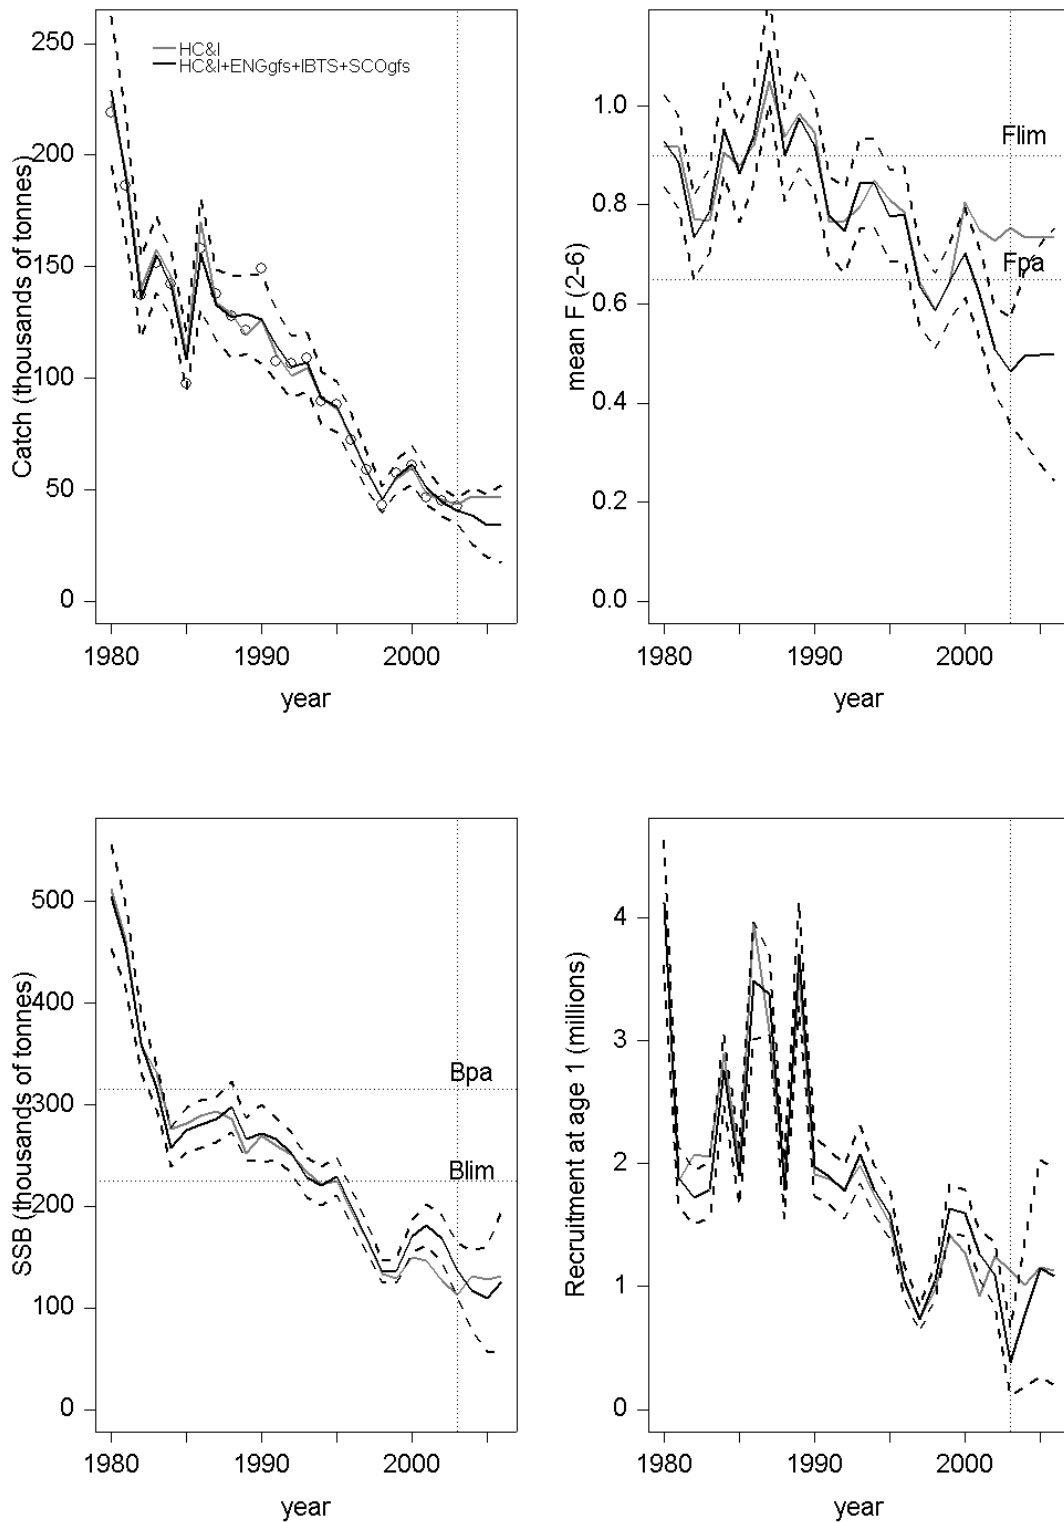 HC&I
HC&I+ENGgfs+IBTS+SCOgfs
Catch (thousands of tonnes)
250
200
150
100
50
0
1980 1990 2000
year
mean F (2-6)
1.0
0.8
0.6
0.4
0.2
0.0
Flim
Fpa
1980 1990 2000
year
SSB (thousands of tonnes)
500
400
300
200
100
0
Bpa
Blim
1980 1990 2000
year
Recruitment at age 1 (millions)
4
3
2
1
0
1980 1990 2000
year